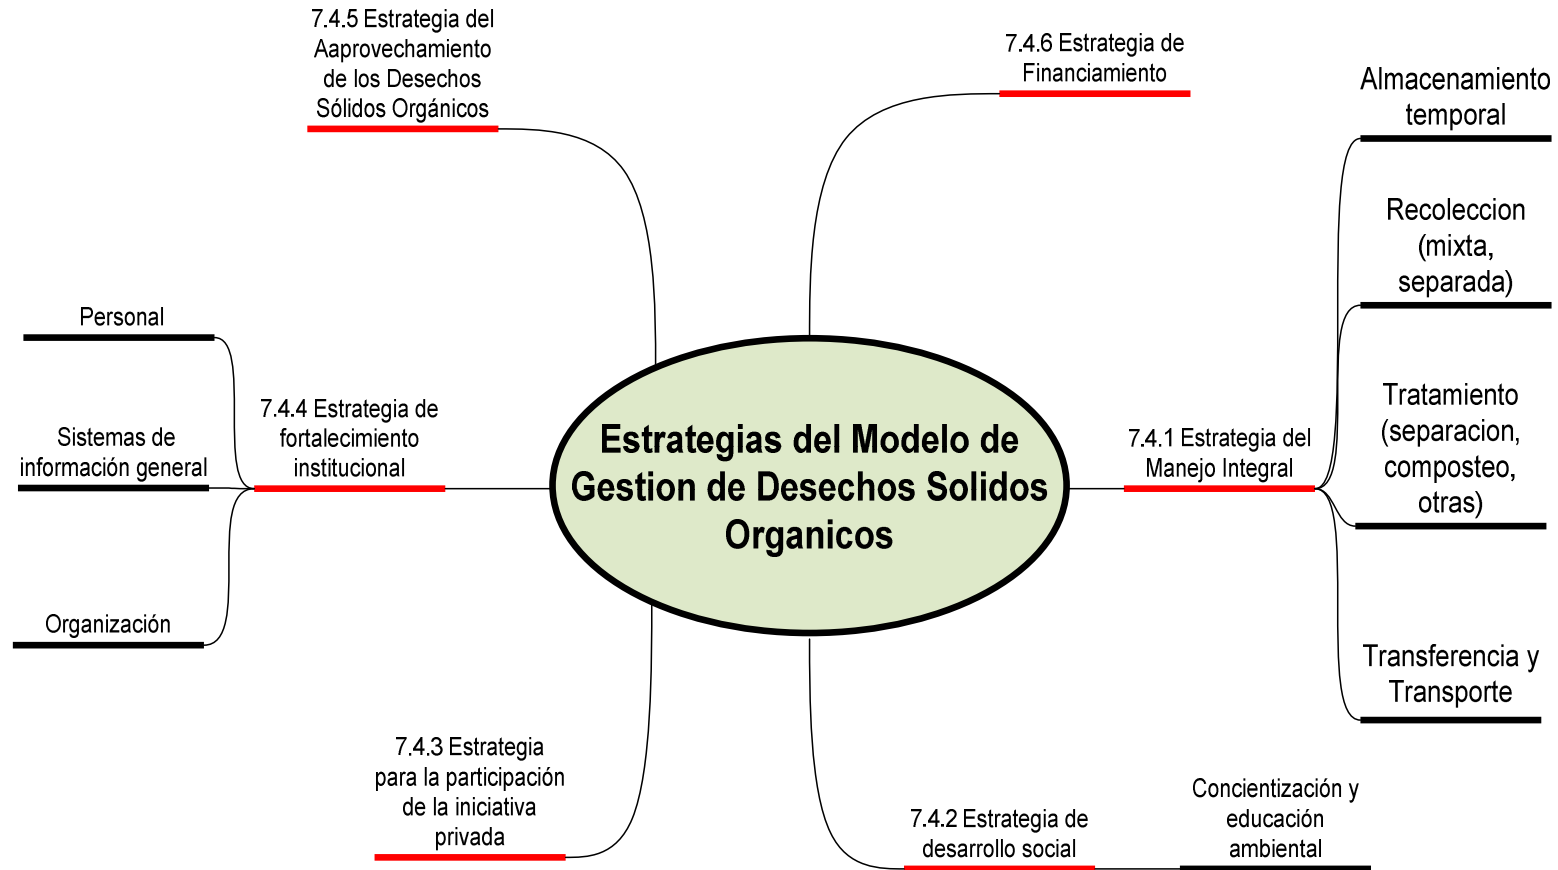 7.4.5 Estrategia del
Aaprovechamiento
de los Desechos
Sólidos Orgánicos
7.4.6 Estrategia de
Financiamiento
Almacenamiento
temporal
Recoleccion
(mixta,
separada)
Personal
7.4.4 Estrategia de
fortalecimiento
institucional
Sistemas de
información general
Organización
Estrategias del Modelo de
Gestion de Desechos Solidos
Organicos
7.4.1 Estrategia del
Manejo Integral
Tratamiento
(separacion,
composteo,
otras)
Transferencia y
Transporte
7.4.3 Estrategia
para la participación
de la iniciativa
privada
7.4.2 Estrategia de
desarrollo social
Concientización y
educación
ambiental